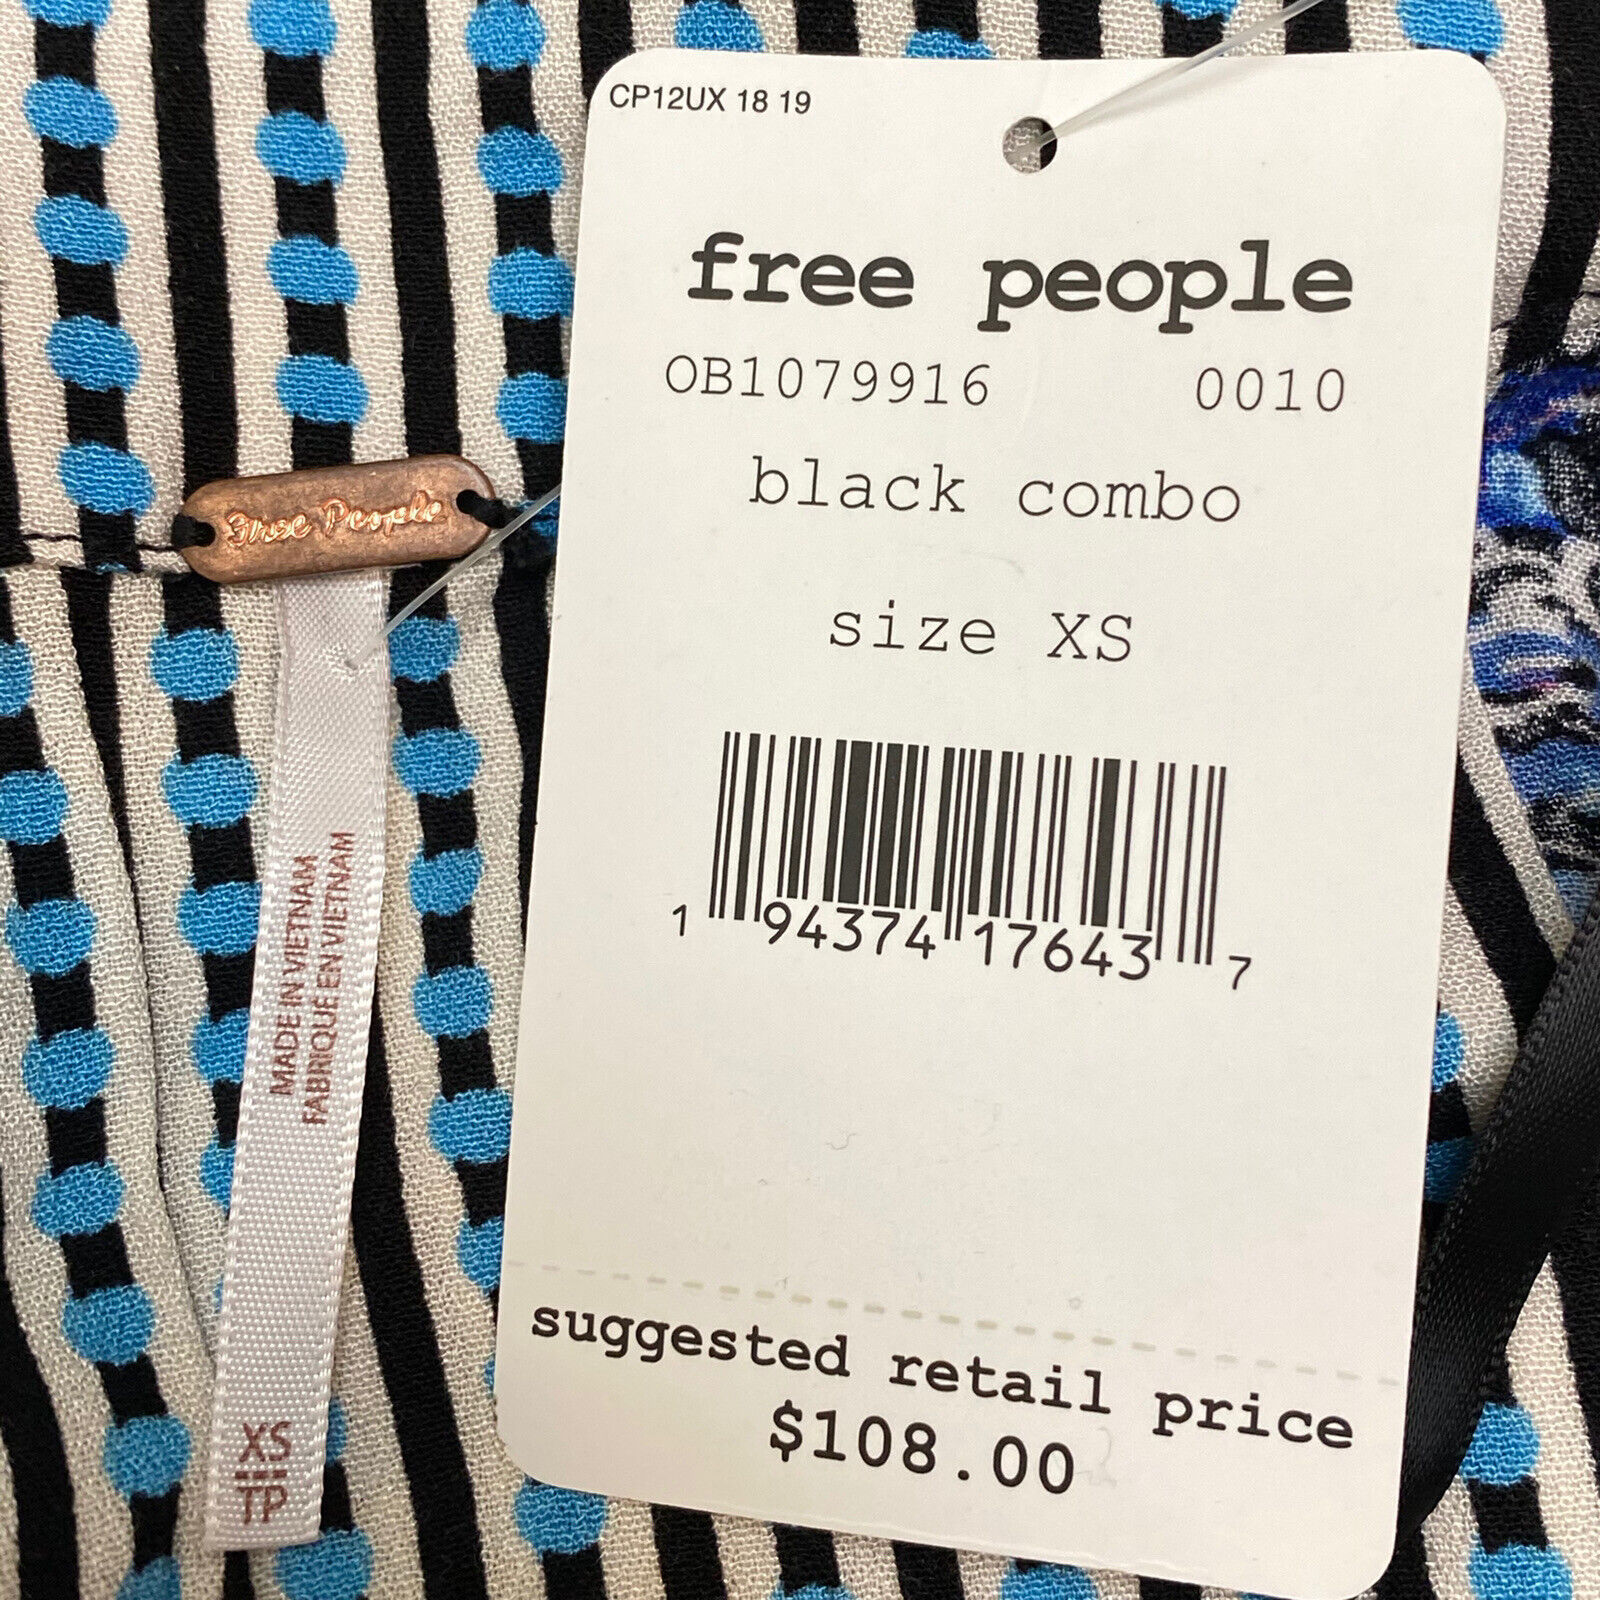 CP12UX 18 19
free people
OB1079916 0010
black combo
size XS
1 94374 17643 7
suggested retail price
$108.00
Free People
MADE IN VIETNAM
FABRIQUÉ EN VIETNAM
XS
TP